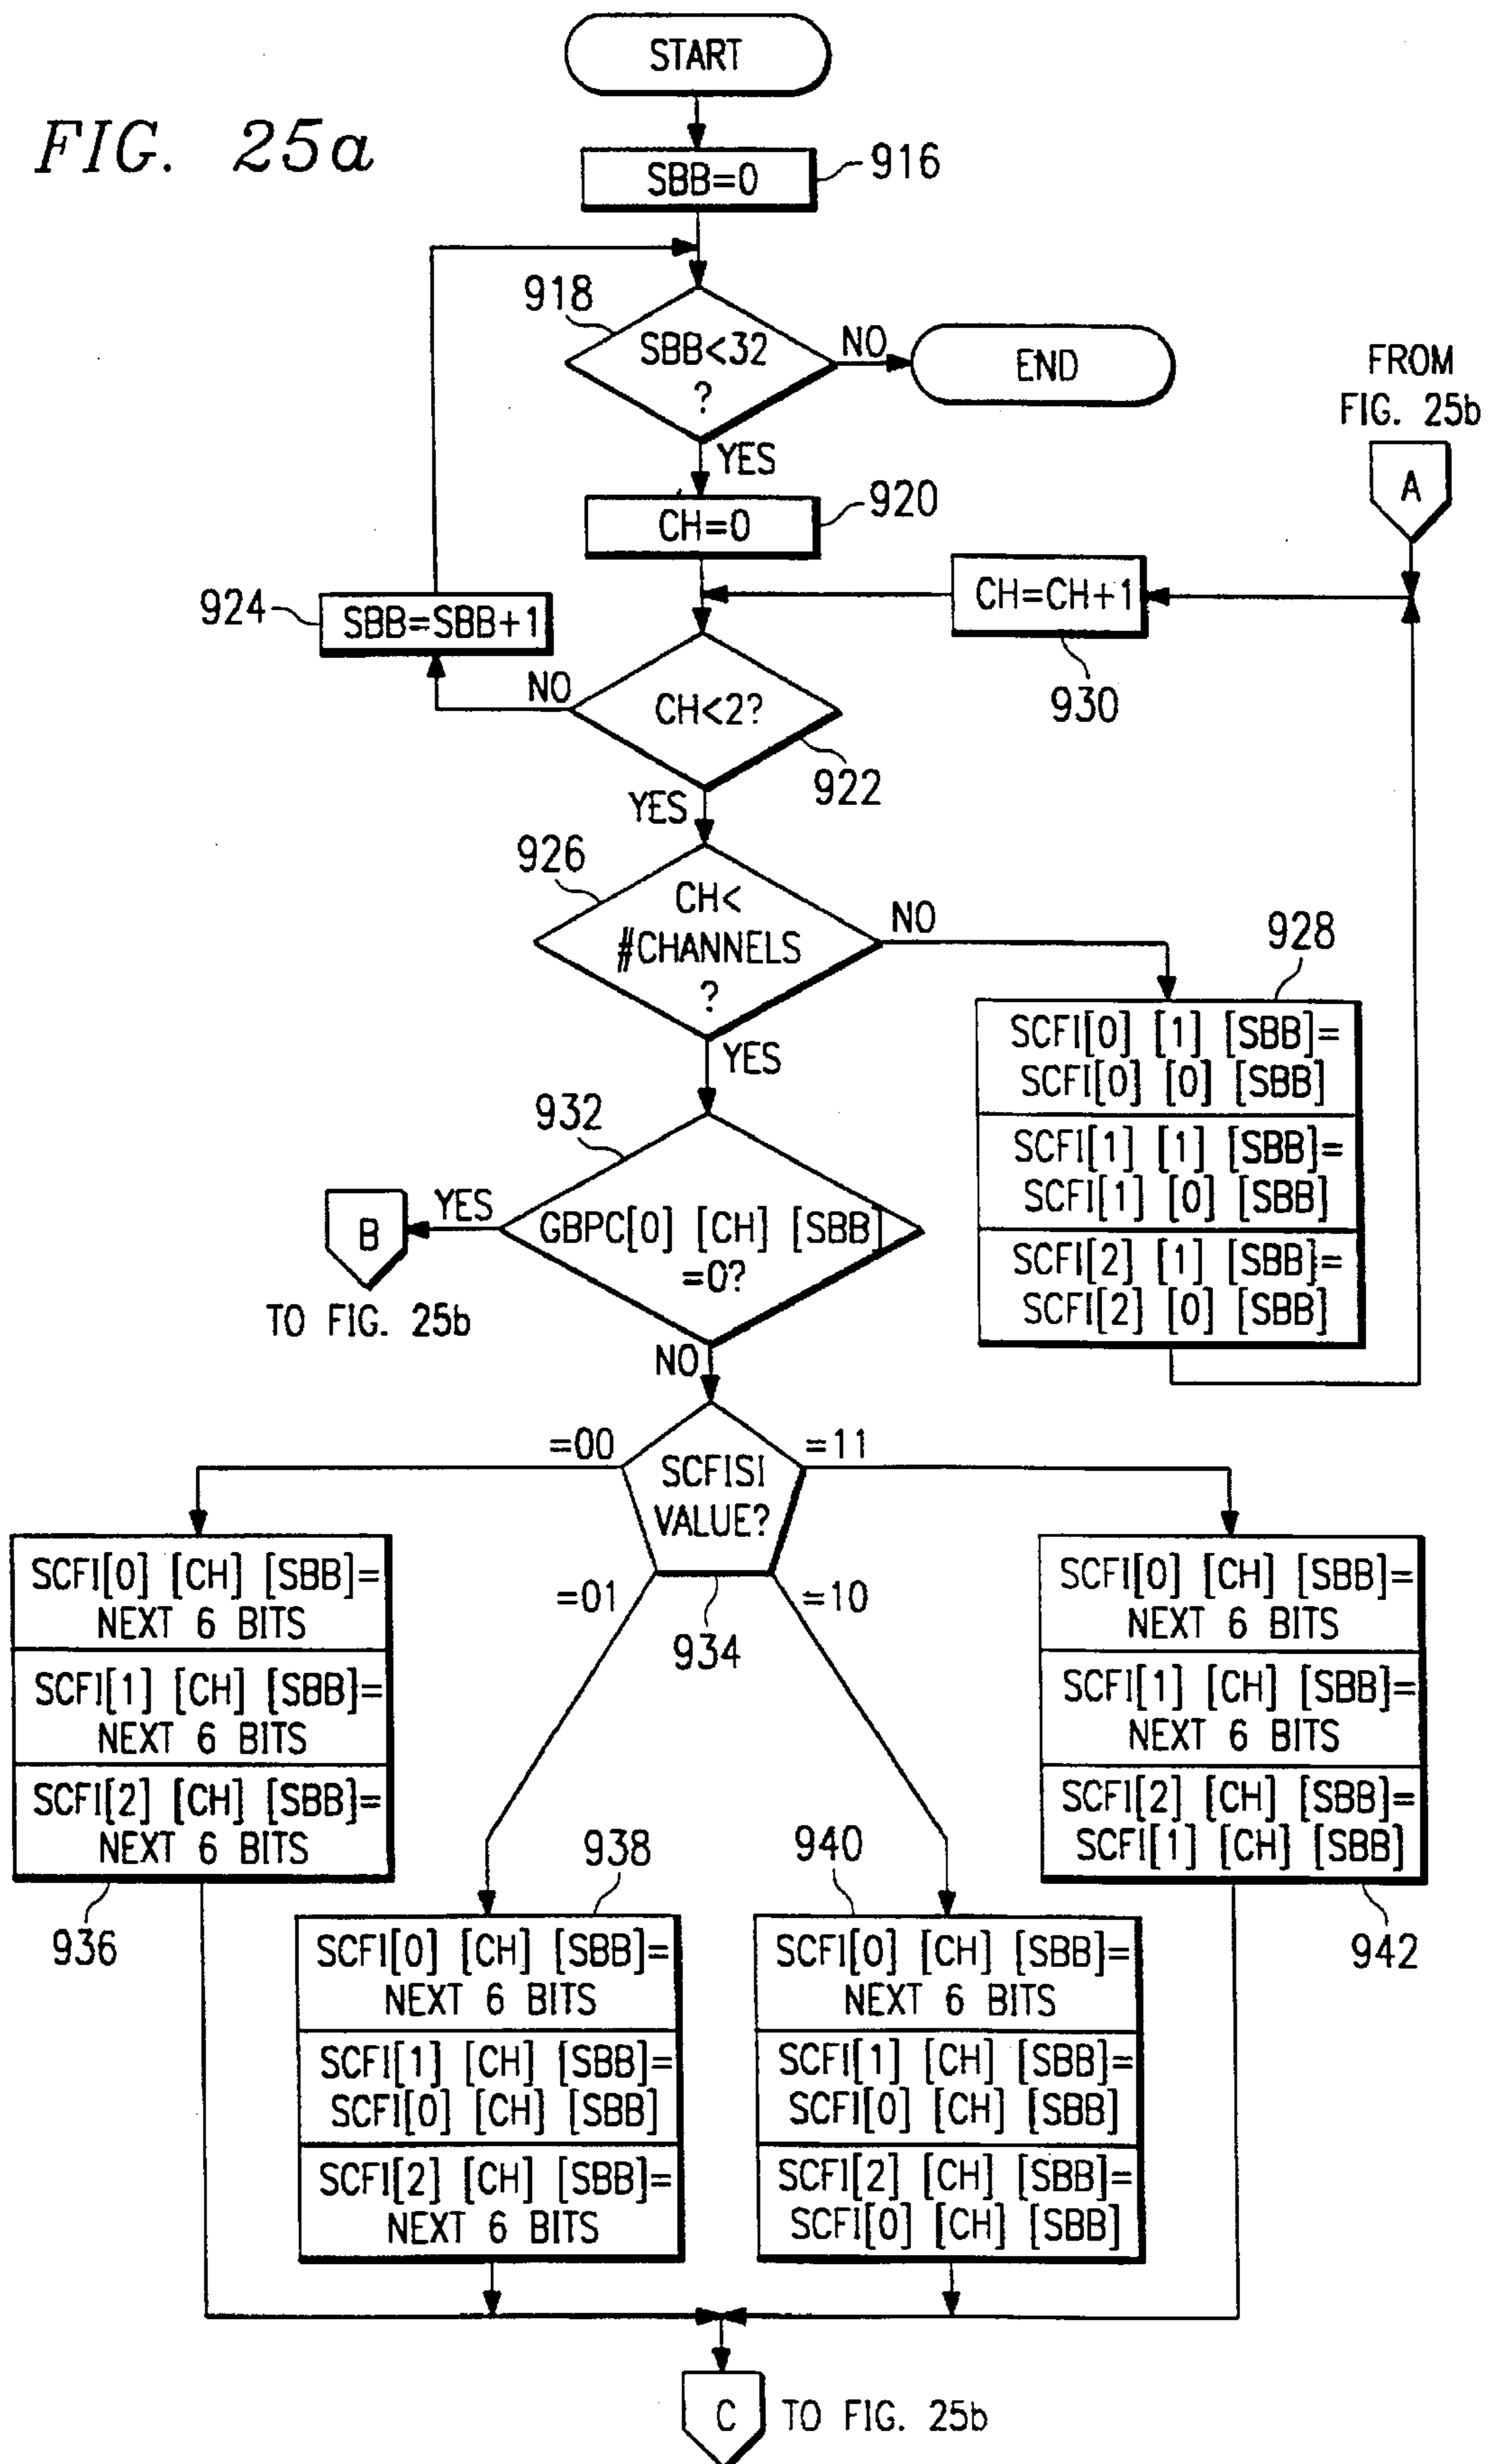 START
FIG. 25a
SBB=0
916
918
SBB<32
?
NO
END
FROM
FIG. 25b
A
YES
CH=0
920
CH=CH+1
930
924
SBB=SBB+1
NO
CH<2?
922
YES
926
CH<
#CHANNELS
?
NO
928
SCFI[0] [1] [SBB]=
SCFI[0] [0] [SBB]
SCFI[1] [1] [SBB]=
SCFI[1] [0] [SBB]
SCFI[2] [1] [SBB]=
SCFI[2] [0] [SBB]
YES
932
GBPC[0] [CH] [SBB]
=0?
YES
B
TO FIG. 25b
NO
SCFISI
VALUE?
934
=00
=11
=01
=10
SCFI[0] [CH] [SBB]=
NEXT 6 BITS
SCFI[1] [CH] [SBB]=
NEXT 6 BITS
SCFI[2] [CH] [SBB]=
NEXT 6 BITS
936
938
SCFI[0] [CH] [SBB]=
NEXT 6 BITS
SCFI[1] [CH] [SBB]=
SCFI[0] [CH] [SBB]
SCFI[2] [CH] [SBB]=
NEXT 6 BITS
940
SCFI[0] [CH] [SBB]=
NEXT 6 BITS
SCFI[1] [CH] [SBB]=
SCFI[0] [CH] [SBB]
SCFI[2] [CH] [SBB]=
SCFI[0] [CH] [SBB]
SCFI[0] [CH] [SBB]=
NEXT 6 BITS
SCFI[1] [CH] [SBB]=
NEXT 6 BITS
SCFI[2] [CH] [SBB]=
SCFI[1] [CH] [SBB]
942
C
TO FIG. 25b